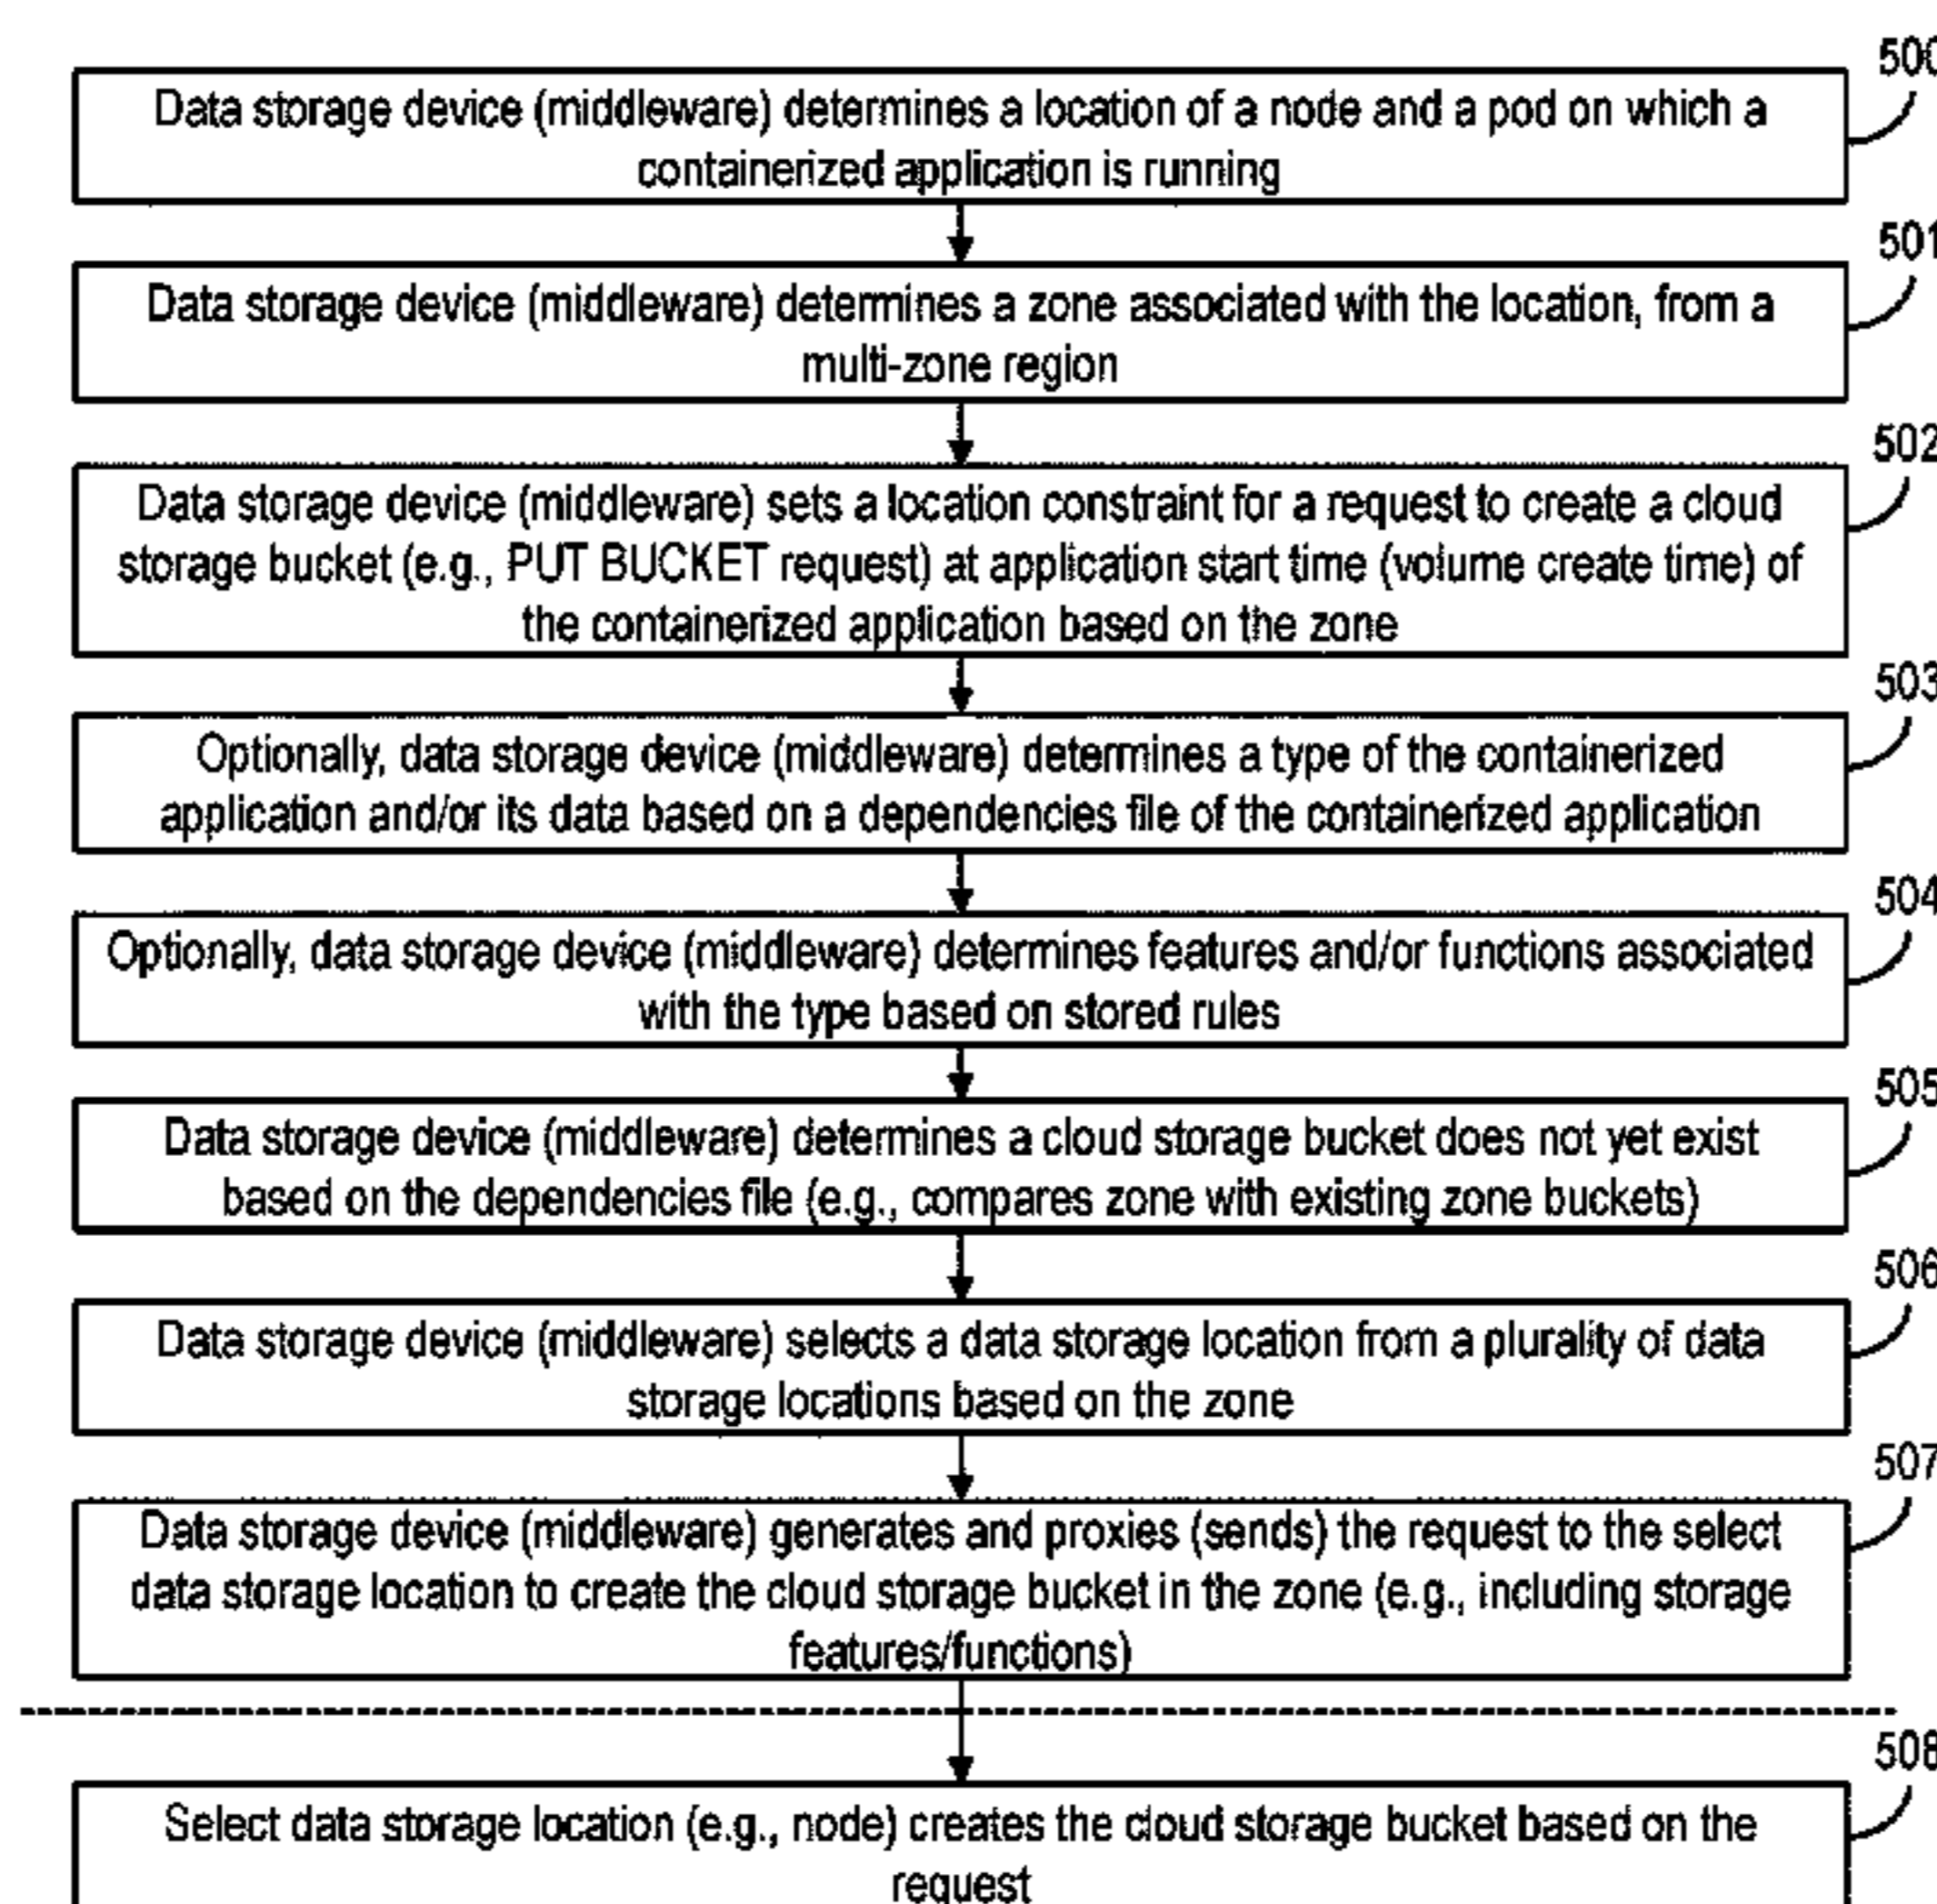 500
Data storage device (middleware) determines a location of a node and a pod on which a
containerized application is running
501
Data storage device (middleware) determines a zone associated with the location, from a
multi-zone region
502
Data storage device (middleware) sets a location constraint for a request to create a cloud
storage bucket (e.g., PUT BUCKET request) at application start time (volume create time) of
the containerized application based on the zone
503
Optionally, data storage device (middleware) determines a type of the containerized
application and/or its data based on a dependencies file of the containerized application
504
Optionally, data storage device (middleware) determines features and/or functions associated
with the type based on stored rules
505
Data storage device (middleware) determines a cloud storage bucket does not yet exist
based on the dependencies file (e.g., compares zone with existing zone buckets)
506
Data storage device (middleware) selects a data storage location from a plurality of data
storage locations based on the zone
507
Data storage device (middleware) generates and proxies (sends) the request to the select
data storage location to create the cloud storage bucket in the zone (e.g., including storage
features/functions)
508
Select data storage location (e.g., node) creates the cloud storage bucket based on the
request